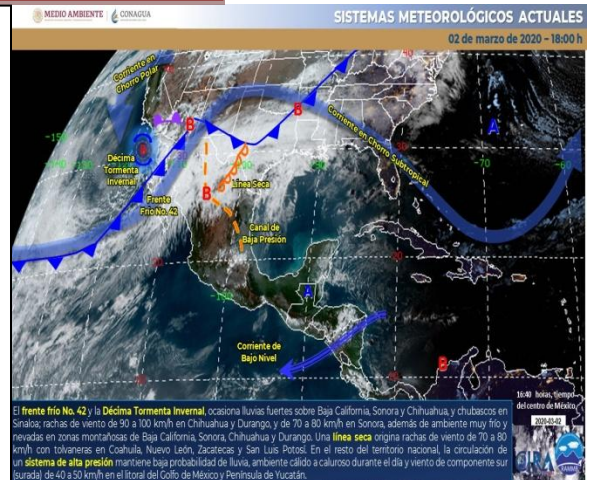 MEDIO AMBIENTE CONAGUA
SISTEMAS METEOROLÓGICOS ACTUALES
02 de marzo de 2020 – 18:00 h
Corriente en
Chorro Polar
Corriente en Chorro Subtropical
A
B
B
B
Décima
Tormenta
Invernal
Línea Seca
Frente
Frío No. 42
B
Canal de
Baja Presión
A
Corriente de
Bajo Nivel
B
16:40 horas, tiempo
del centro de México
2020-03-02
El frente frío No. 42 y la Décima Tormenta Invernal, ocasiona lluvias fuertes sobre Baja California, Sonora y Chihuahua, y chubascos en
Sinaloa; rachas de viento de 90 a 100 km/h en Chihuahua y Durango, y de 70 a 80 km/h en Sonora, además de ambiente muy frío y
nevadas en zonas montañosas de Baja California, Sonora, Chihuahua y Durango. Una línea seca origina rachas de viento de 70 a 80
km/h con tolvaneras en Coahuila, Nuevo León, Zacatecas y San Luis Potosí. En el resto del territorio nacional, la circulación de
un sistema de alta presión mantiene baja probabilidad de lluvia, ambiente cálido a caluroso durante el día y viento de componente sur
(surada) de 40 a 50 km/h en el litoral del Golfo de México y Península de Yucatán.